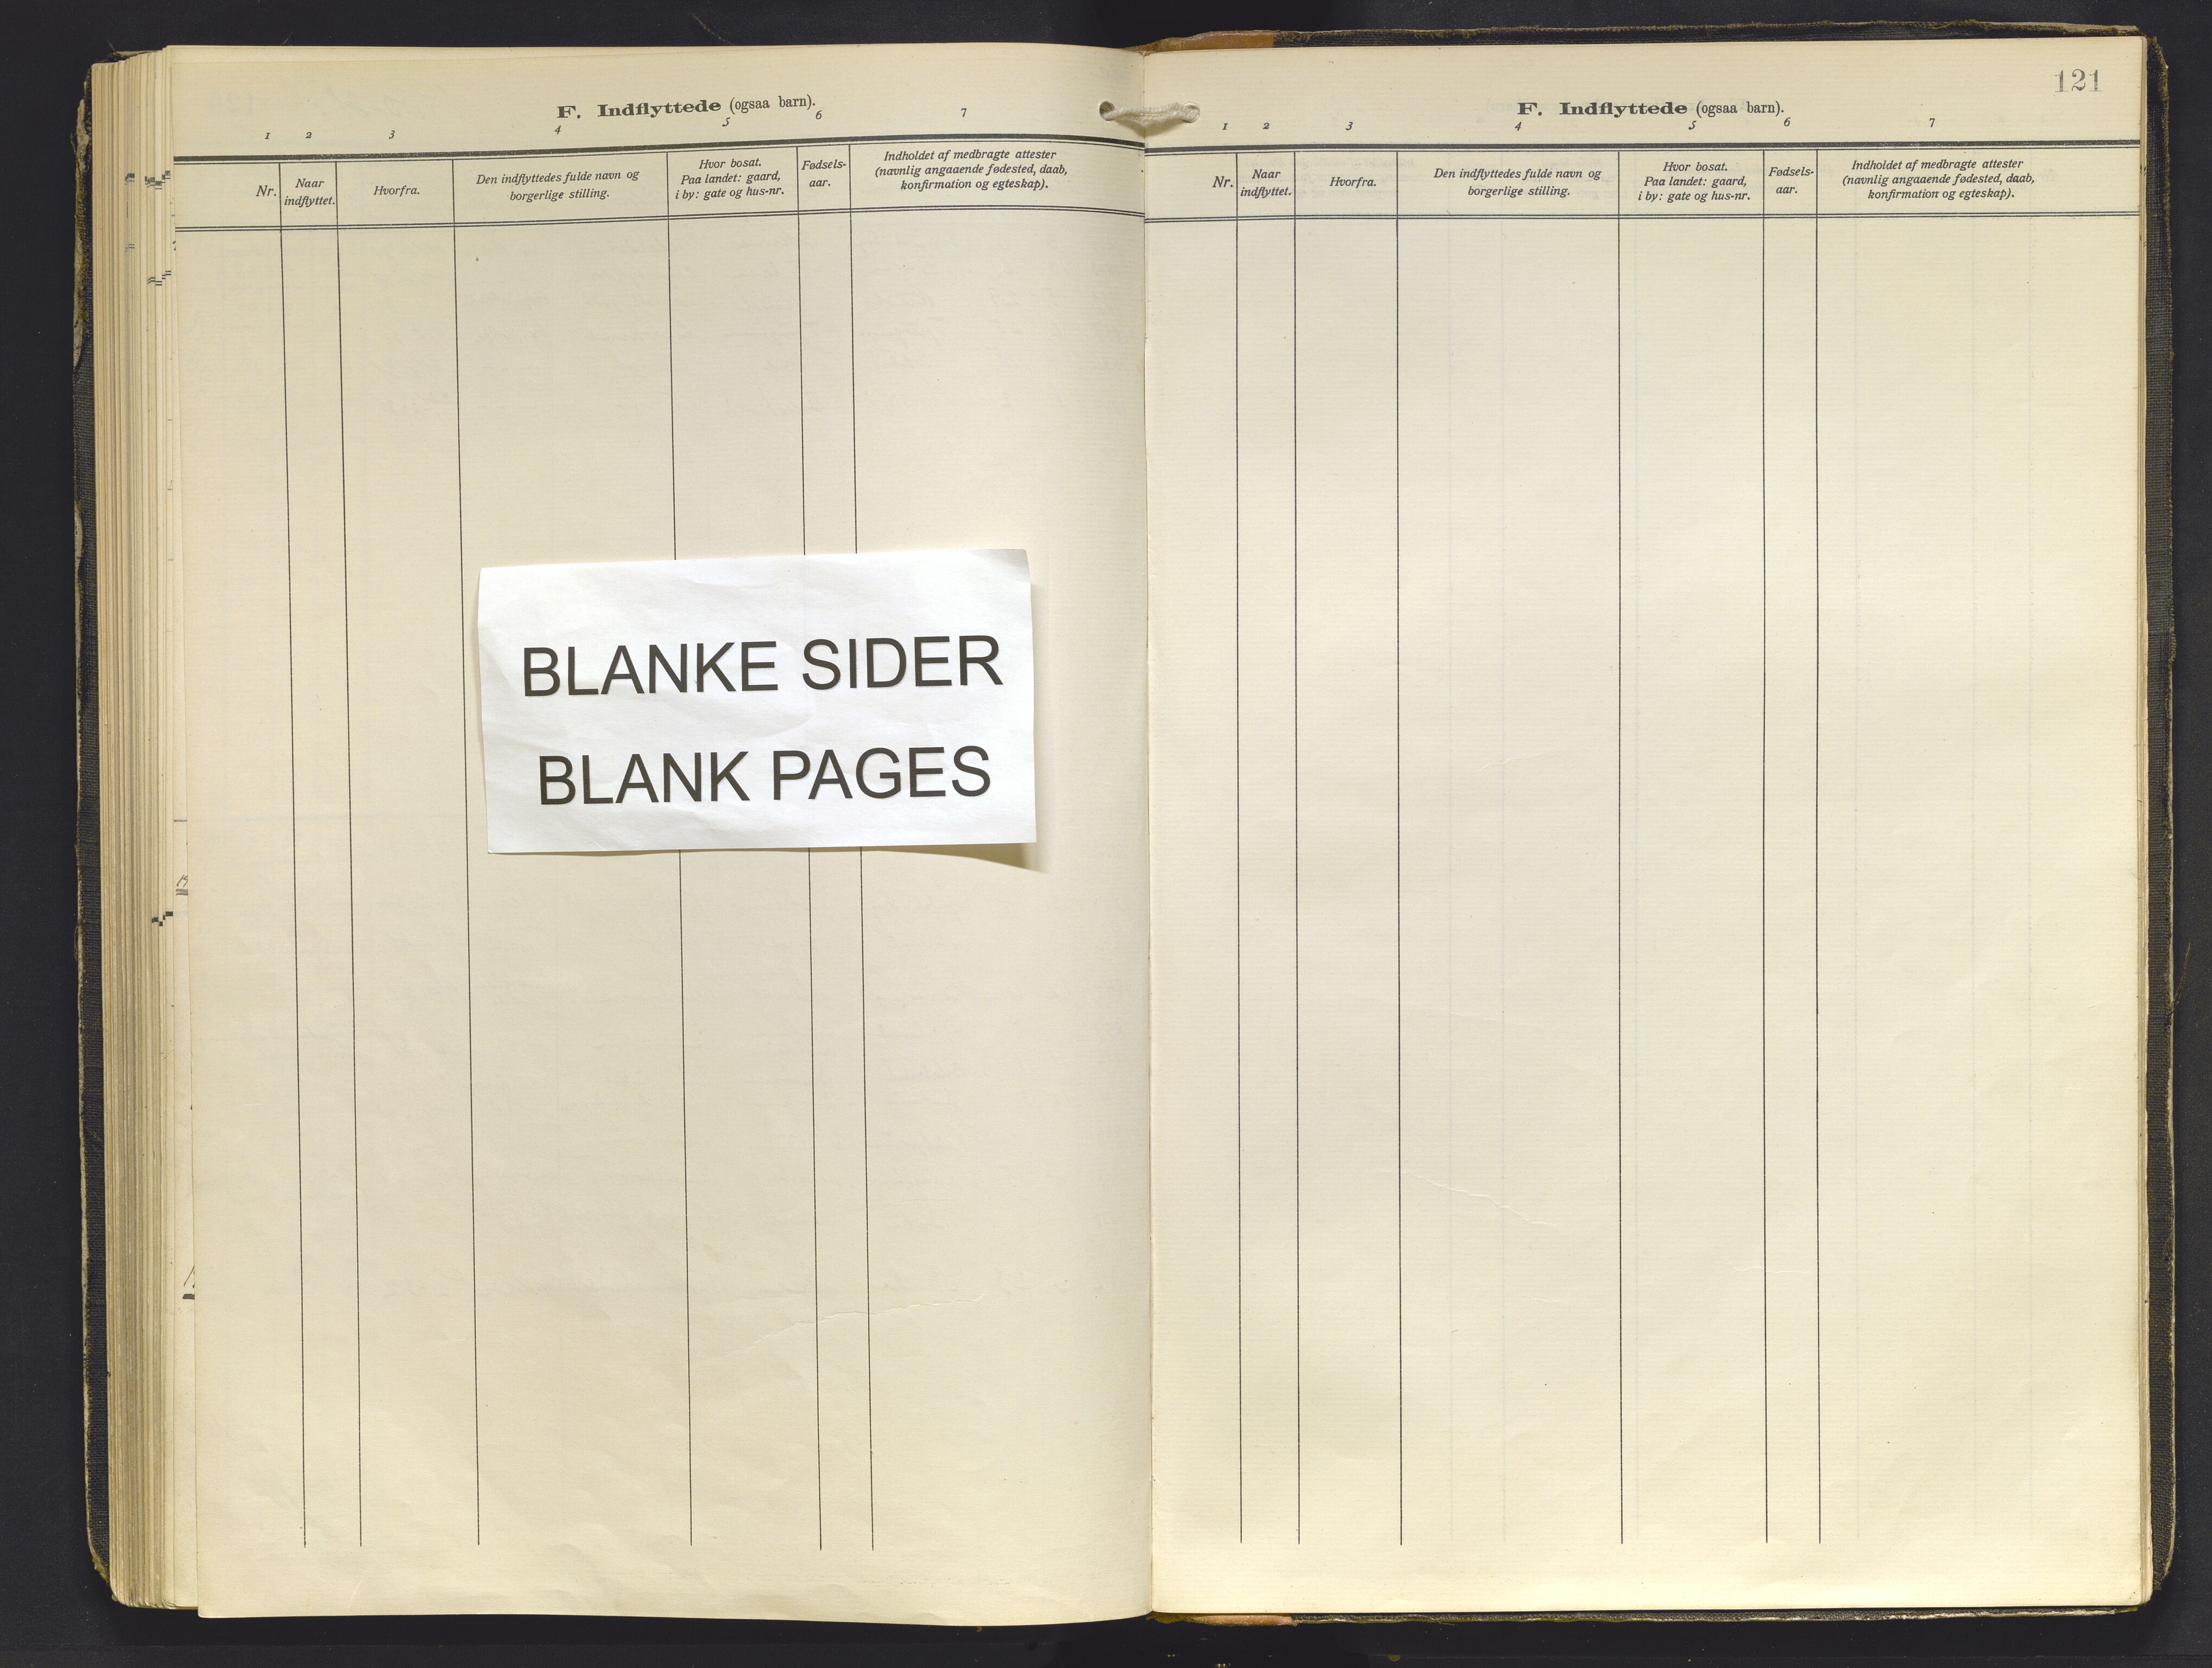 F. Indflyttede (ogsaa barn).
1 2 3 4 5 6 7
Nr.
Naar
indflyttet.
Hvorfra.
Den indflyttedes fulde navn og
borgerlige stilling.
Hvor bosat.
Paa landet: gaard,
i by: gate og hus-nr.
Fødsels-
aar.
Indholdet af medbragte attester
(navnlig angaaende fødested, daab,
konfirmation og egteskap).
BLANKE SIDER
BLANK PAGES
121
F. Indflyttede (ogsaa barn).
1 2 3 4 5 6 7
Nr.
Naar
indflyttet.
Hvorfra.
Den indflyttedes fulde navn og
borgerlige stilling.
Hvor bosat.
Paa landet: gaard,
i by: gate og hus-nr.
Fødsels-
aar.
Indholdet af medbragte attester
(navnlig angaaende fødested, daab,
konfirmation og egteskap).